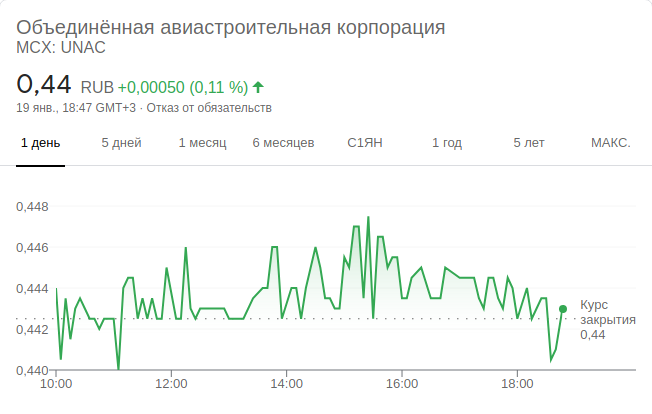 Объединённая авиастроительная корпорация
MCX: UNAC
0,44 RUB +0,00050 (0,11 %)
19 янв., 18:47 GMT+3 · Отказ от обязательств
1 день 5 дней 1 месяц 6 месяцев С1ЯН 1 год 5 лет МАКС.
0,448
0,446
0,444
0,442
0,440
Курс
закрытия
0,44
10:00 12:00 14:00 16:00 18:00